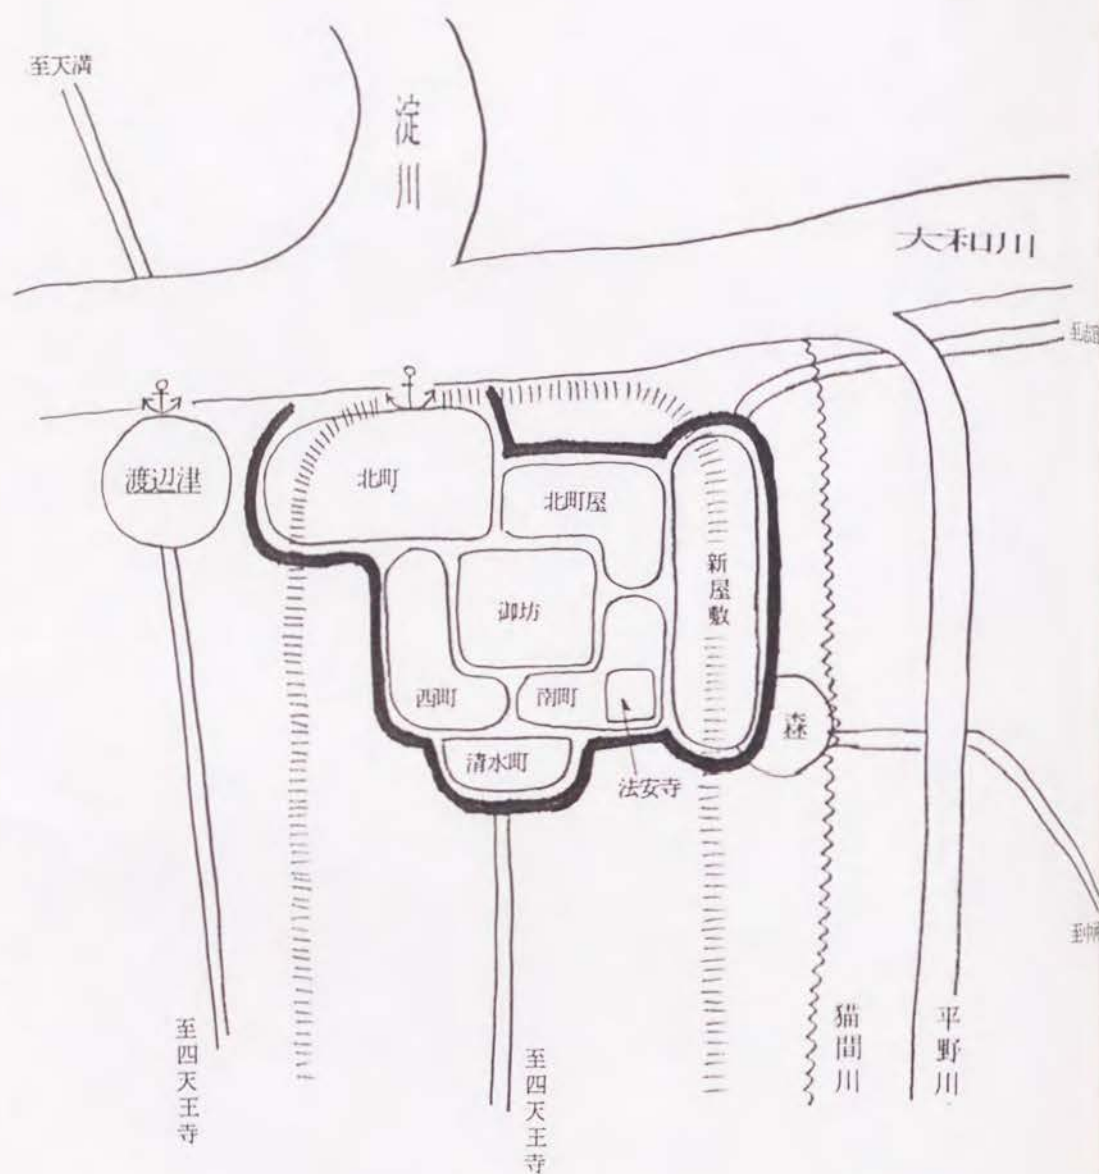 至天満
淀川
大和川
渡辺津
北町
北町屋
新屋敷
御坊
西町
南町
森
清水町
法安寺
猫間川
平野川
至四天王寺
至四天王寺